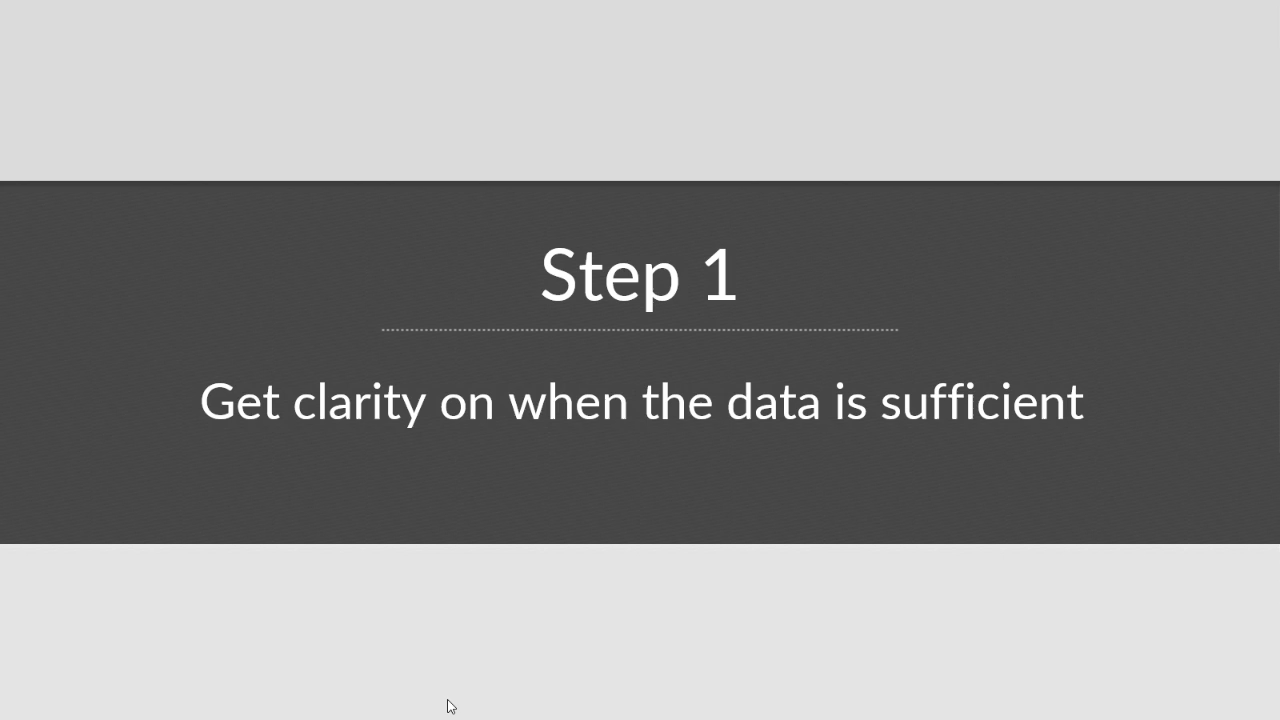 Step 1
Get clarity on when the data is sufficient